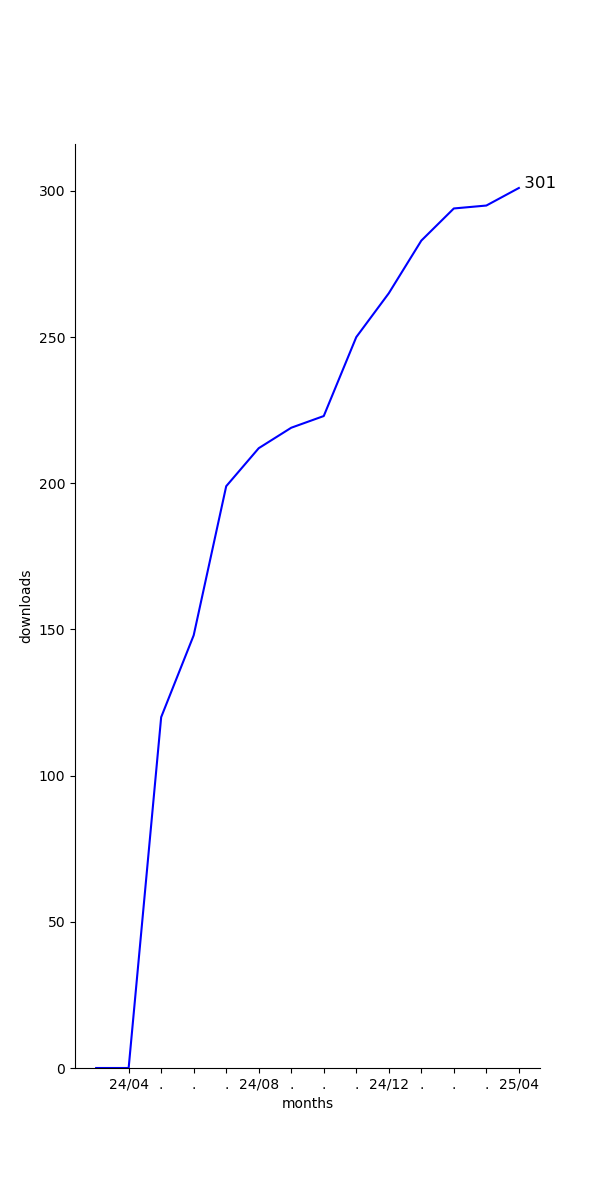 301
300
250
200
150
100
50
0
downloads
24/04 . . . 24/08 . . . 24/12 . . . 25/04
months